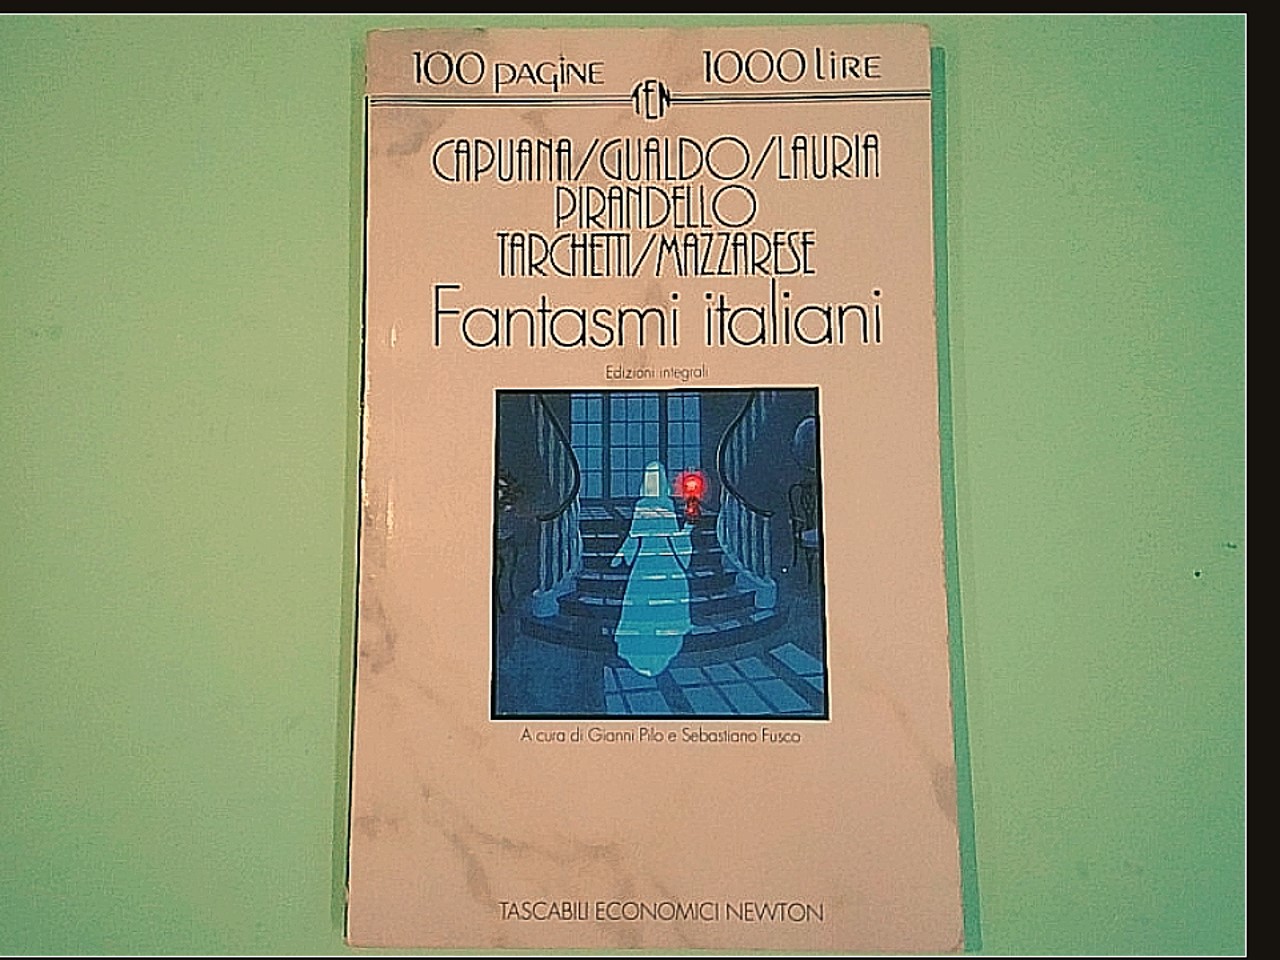 100 PAGINE 1000 LIRE
TEN
CAPUANA/GUALDO/LAURIA
PIRANDELLO
TARCHETTI/MAZZARESE
Fantasmi italiani
Edizioni integrali
A cura di Gianni Pilo e Sebastiano Fusco
TASCABILI ECONOMICI NEWTON